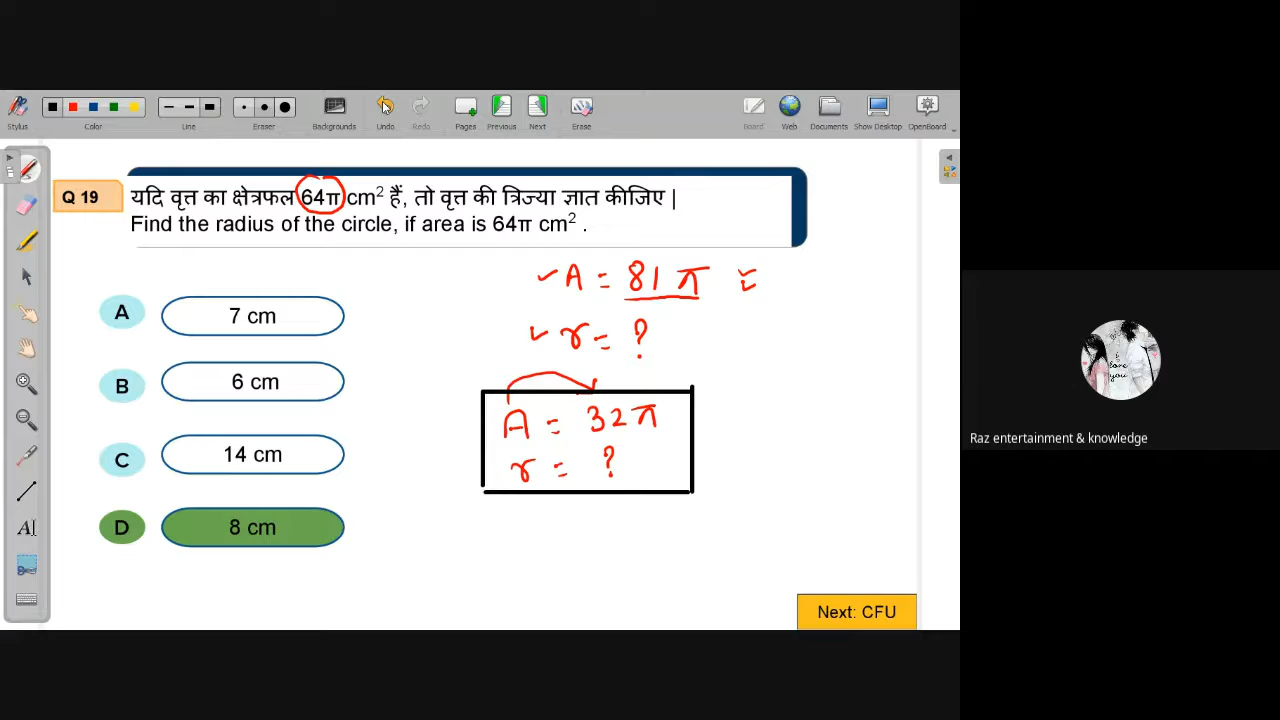 Stylus
Color
Line
Eraser
Backgrounds
Undo
Redo
Pages
Previous
Next
Erase
Board
Web
Documents
Show Desktop
OpenBoard
Q 19
यदि वृत्त का क्षेत्रफल 64π cm² हैं, तो वृत्त की त्रिज्या ज्ञात कीजिए |
Find the radius of the circle, if area is 64π cm² .
A = 81 π
r = ?
A = 32 π
r = ?
A 7 cm
B 6 cm
C 14 cm
D 8 cm
Next: CFU
I
love
you
Raz entertainment & knowledge